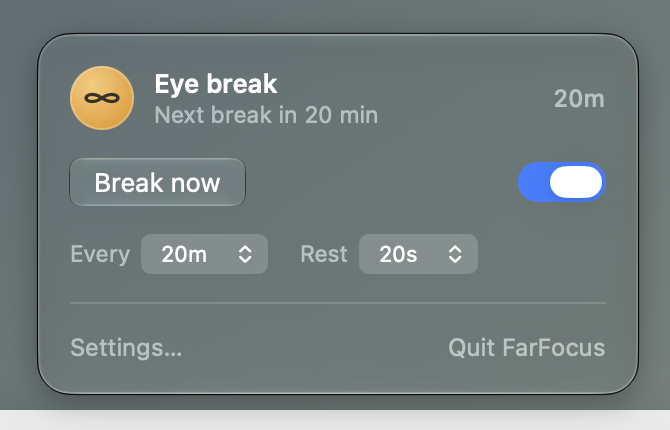 Eye break
Next break in 20 min
20m
Break now
Every 20m Rest 20s
Settings...
Quit FarFocus